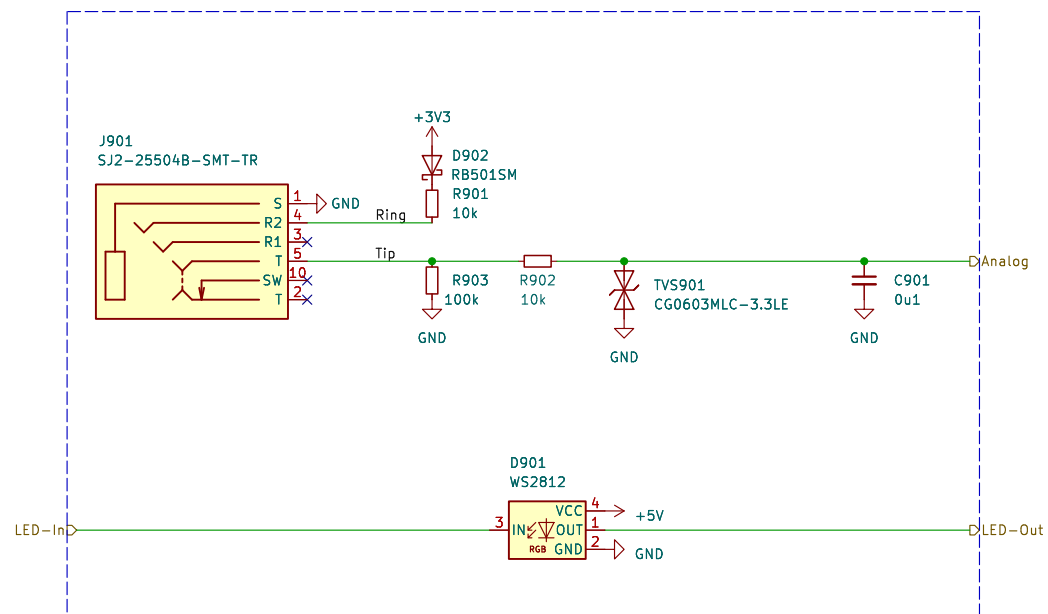 +3V3
J901
SJ2-25504B-SMT-TR
D902
RB501SM
R901
10k
S
1
GND
R2
4
Ring
R1
3
T
5
Tip
SW
10
T
2
R903
100k
GND
R902
10k
TVS901
CG0603MLC-3.3LE
GND
C901
0u1
GND
Analog
D901
WS2812
VCC
4
+5V
LED-In
3
IN
OUT
1
LED-Out
RGB
GND
2
GND